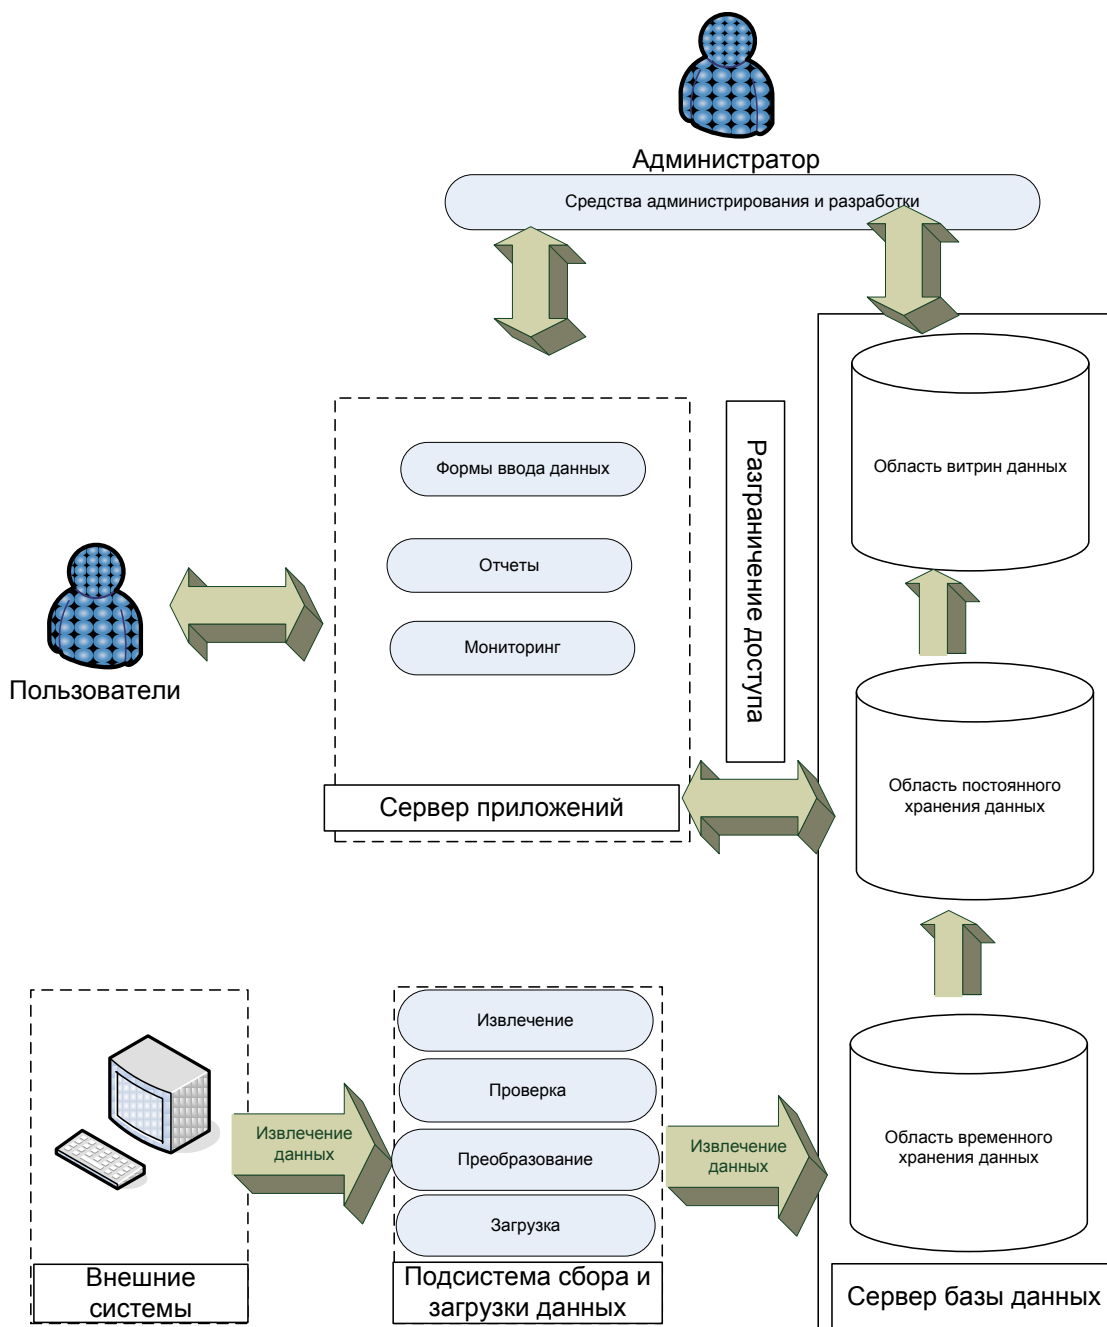 Администратор
Средства администрирования и разработки
Формы ввода данных
Отчеты
Мониторинг
Сервер приложений
Разграничение доступа
Пользователи
Область витрин данных
Область постоянного
хранения данных
Область временного
хранения данных
Сервер базы данных
Извлечение
данных
Внешние
системы
Извлечение
Проверка
Преобразование
Загрузка
Подсистема сбора и
загрузки данных
Извлечение
данных